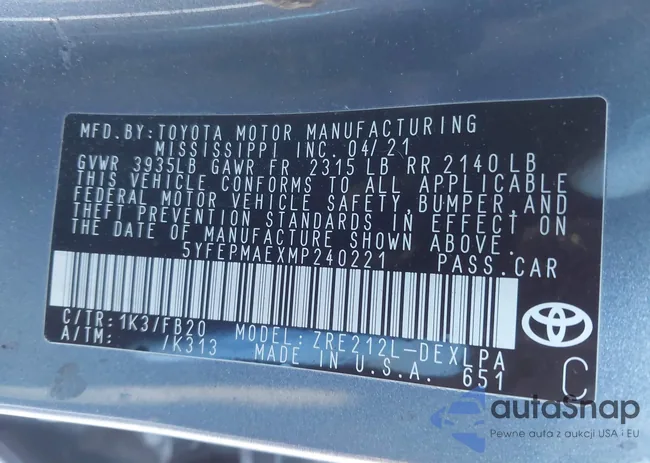 MFD. BY: TOYOTA MOTOR MANUFACTURING
MISSISSIPPI INC. 04/21
GVWR 3935LB GAWR FR 2315 LB RR 2140 LB
THIS VEHICLE CONFORMS TO ALL APPLICABLE
FEDERAL MOTOR VEHICLE SAFETY, BUMPER, AND
THEFT PREVENTION STANDARDS IN EFFECT ON
THE DATE OF MANUFACTURE SHOWN ABOVE.
5YFEPMAEXMP240221 PASS. CAR
C/TR: 1K3/FB20 MODEL: ZRE212L-DEXLPA
A/TM: /K313 MADE IN U.S.A. 651
C
autaSnap
Pewne auta z aukcji USA i EU